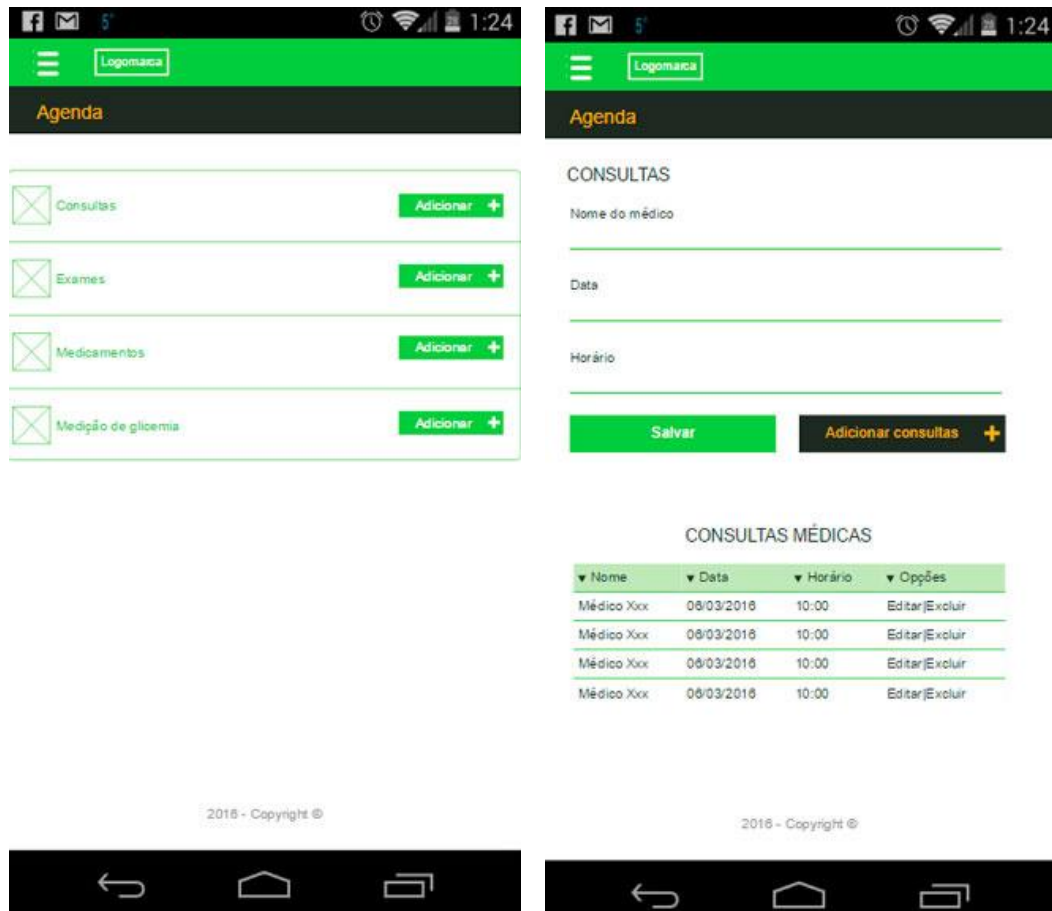 5° 1:24
Logomarca
Agenda
Consultas Adicionar +
Exames Adicionar +
Medicamentos Adicionar +
Medição de glicemia Adicionar +
2016 - Copyright ©
5° 1:24
Logomarca
Agenda
CONSULTAS
Nome do médico
Data
Horário
Salvar Adicionar consultas +
CONSULTAS MÉDICAS
▼ Nome ▼ Data ▼ Horário ▼ Opções
Médico Xxx 06/03/2016 10:00 Editar|Excluir
Médico Xxx 06/03/2016 10:00 Editar|Excluir
Médico Xxx 06/03/2016 10:00 Editar|Excluir
Médico Xxx 06/03/2016 10:00 Editar|Excluir
2016 - Copyright ©